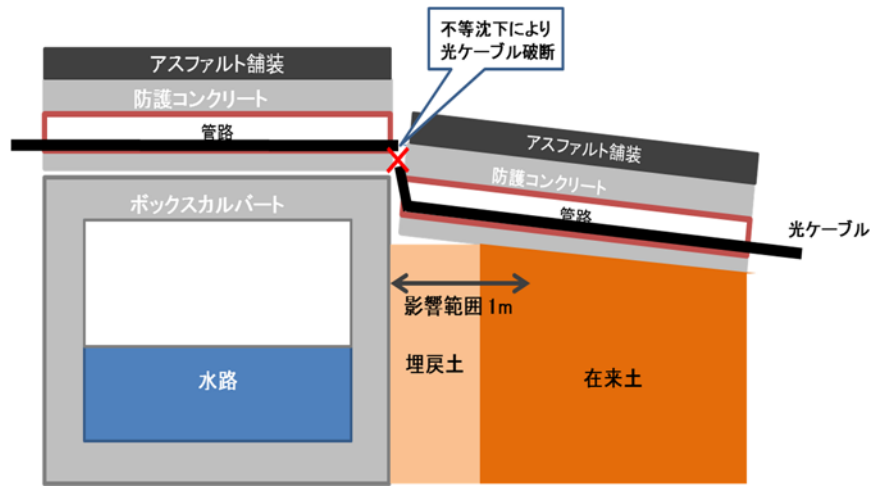 不等沈下により
光ケーブル破断
アスファルト舗装
防護コンクリート
管路
アスファルト舗装
防護コンクリート
管路
光ケーブル
ボックスカルバート
影響範囲1m
埋戻土
在来土
水路